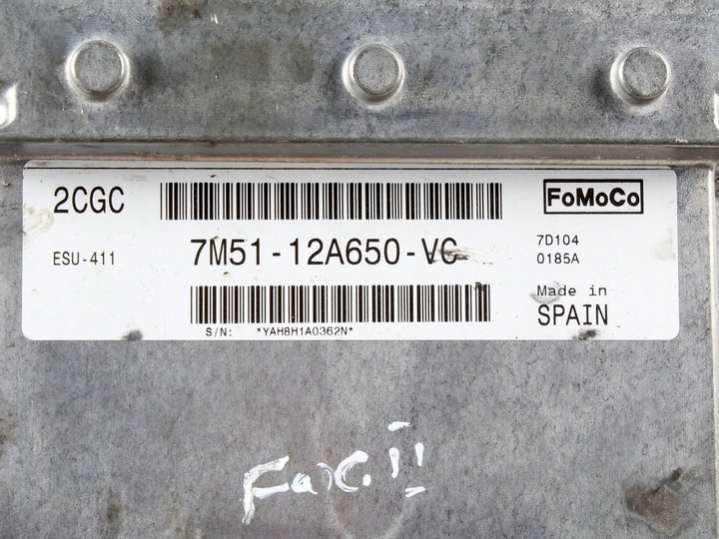 2CGC
FoMoCo
ESU-411
7M51-12A650-VC
7D104
0185A
Made in
SPAIN
S/N: *YAH8H1A0362N*